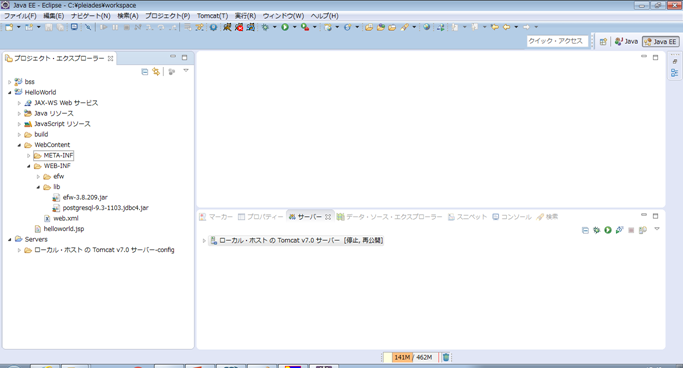 Java EE - Eclipse - C:¥pleiades¥workspace
ファイル(F) 編集(E) ナビゲート(N) 検索(A) プロジェクト(P) Tomcat(T) 実行(R) ウィンドウ(W) ヘルプ(H)
クイック・アクセス Java Java EE
プロジェクト・エクスプローラー
bss
HelloWorld
JAX-WS Web サービス
Java リソース
JavaScript リソース
build
WebContent
META-INF
WEB-INF
efw
lib
efw-3.8.209.jar
postgresql-9.3-1103.jdbc4.jar
web.xml
helloworld.jsp
Servers
ローカル・ホスト の Tomcat v7.0 サーバー-config
マーカー プロパティー サーバー データ・ソース・エクスプローラー スニペット コンソール 検索
ローカル・ホスト の Tomcat v7.0 サーバー [停止, 再公開]
141M / 462M